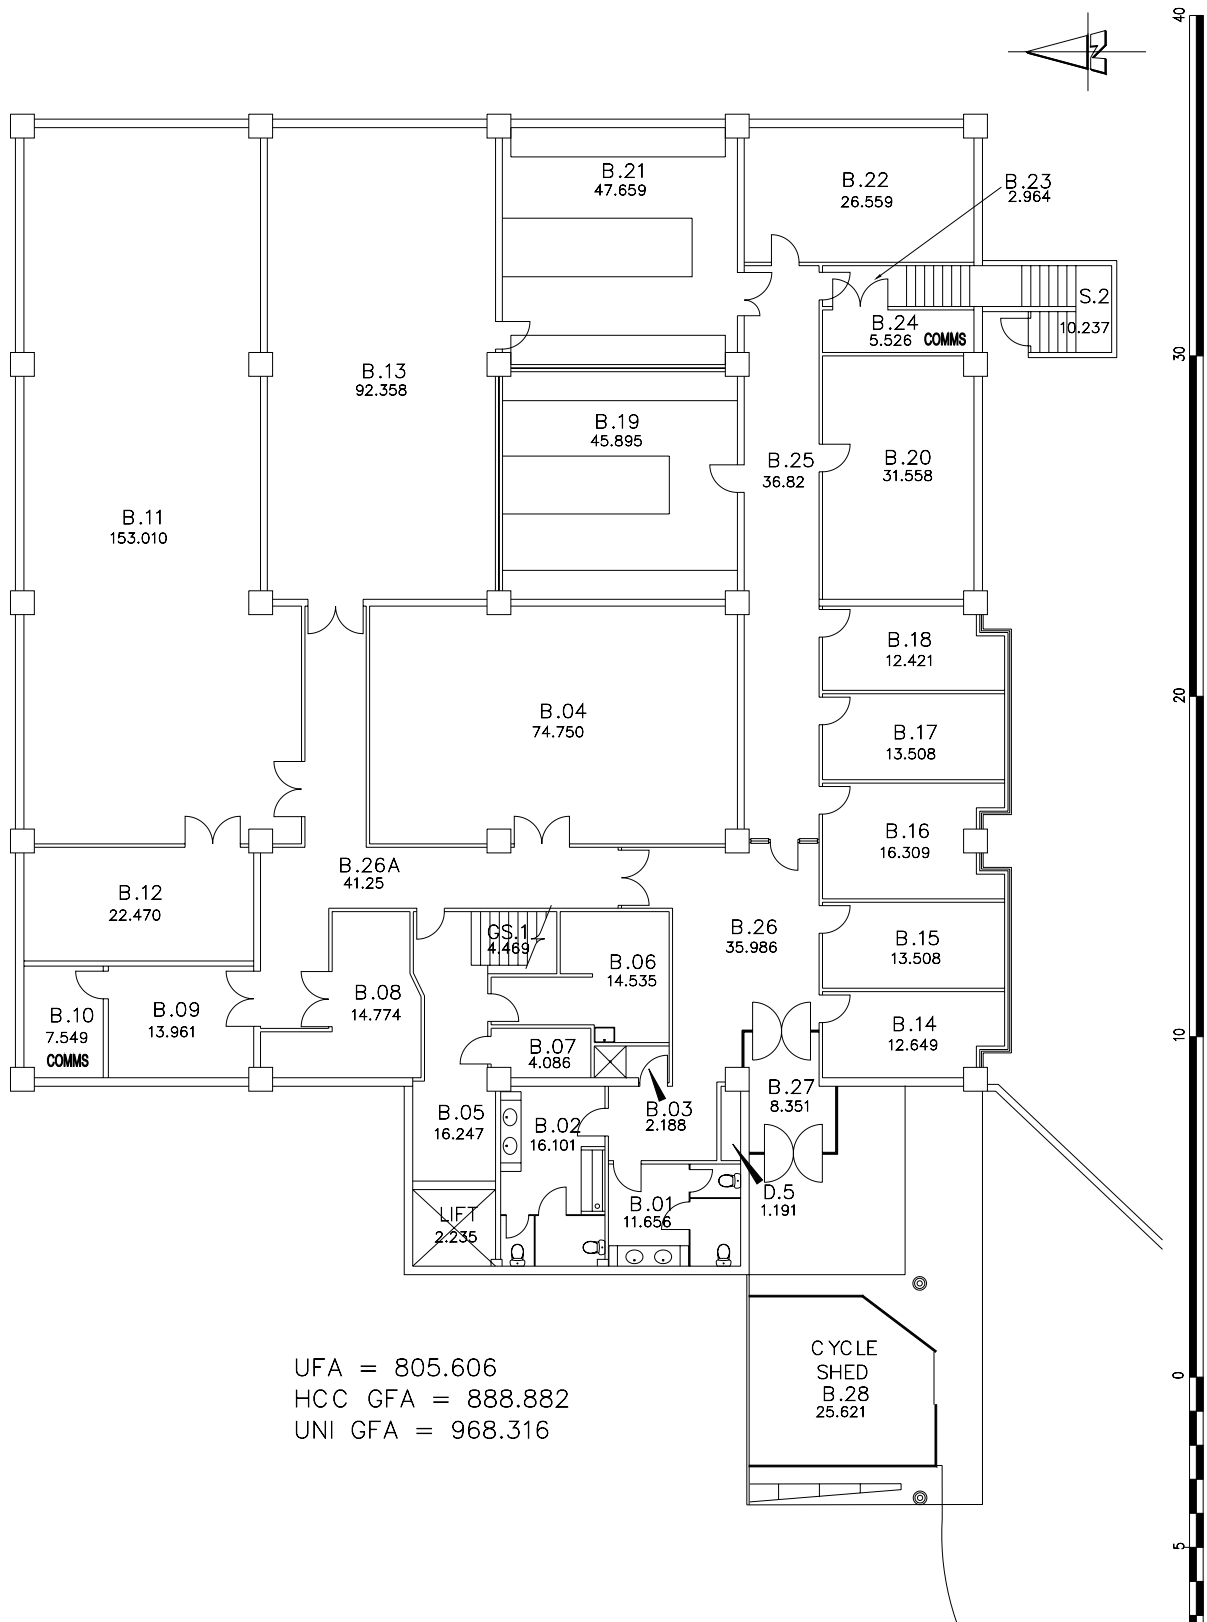 40
N
B.21
47.659
B.22
26.559
B.23
2.964
S.2
10.237
B.24
5.526 COMMS
30
B.13
92.358
B.19
45.895
B.25
36.82
B.20
31.558
B.11
153.010
B.18
12.421
20
B.04
74.750
B.17
13.508
B.16
16.309
B.26A
41.25
B.12
22.470
GS.1
4.469
B.26
35.986
B.15
13.508
B.06
14.535
B.08
14.774
B.10
7.549
COMMS
B.09
13.961
B.14
12.649
10
B.07
4.086
B.27
8.351
B.05
16.247
B.02
16.101
B.03
2.188
D.5
1.191
B.01
11.656
LIFT
2.235
CYCLE
SHED
B.28
25.621
0
UFA = 805.606
HCC GFA = 888.882
UNI GFA = 968.316
5